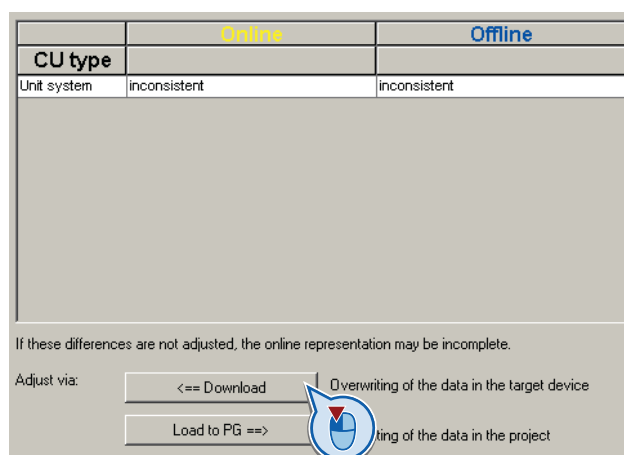 Online Offline
CU type
Unit system inconsistent inconsistent
If these differences are not adjusted, the online representation may be incomplete.
Adjust via: <== Download Overwriting of the data in the target device
Load to PG ==> ting of the data in the project